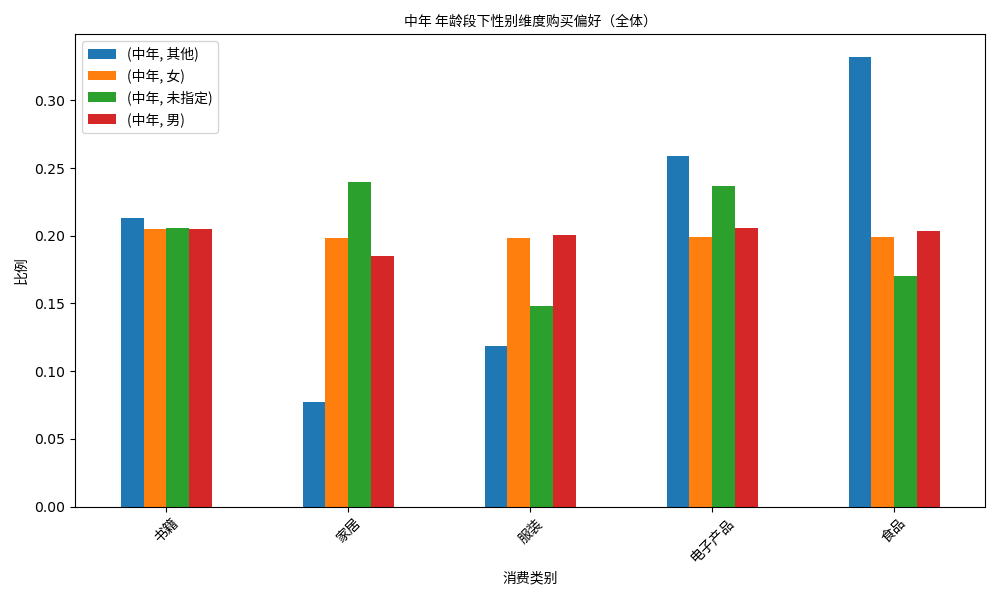 中年 年龄段下性别维度购买偏好（全体）
(中年, 其他)
(中年, 女)
(中年, 未指定)
(中年, 男)
比例
0.30
0.25
0.20
0.15
0.10
0.05
0.00
书籍
家居
服装
电子产品
食品
消费类别